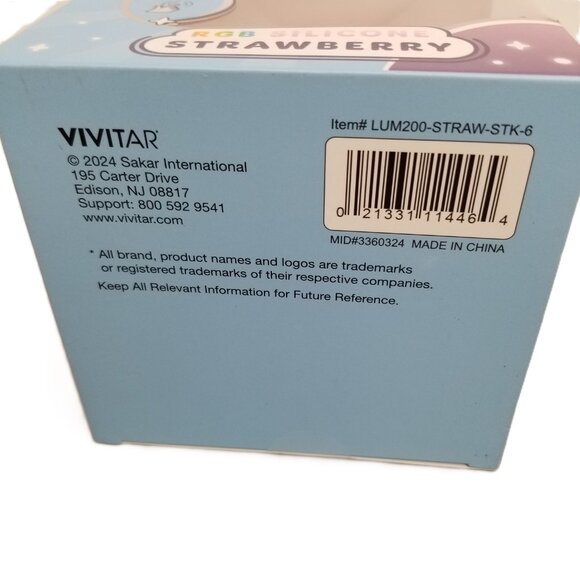 RGB SILICONE
STRAWBERRY
VIVITAR
© 2024 Sakar International
195 Carter Drive
Edison, NJ 08817
Support: 800 592 9541
www.vivitar.com
Item# LUM200-STRAW-STK-6
0 21331 11446 4
MID#3360324 MADE IN CHINA
* All brand, product names and logos are trademarks
or registered trademarks of their respective companies.
Keep All Relevant Information for Future Reference.